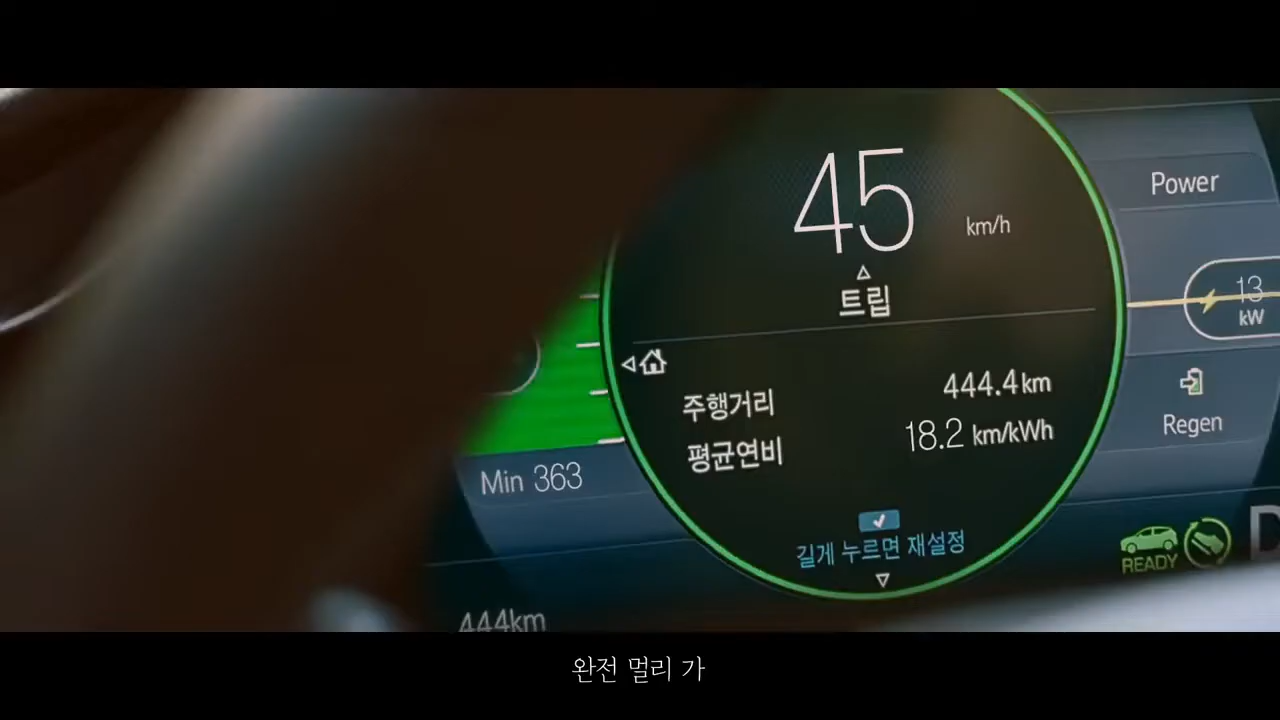 45 km/h
트립
주행거리 444.4 km
평균연비 18.2 km/kWh
길게 누르면 재설정
Min 363
444km
Power
13
kW
Regen
READY
D
완전 멀리 가